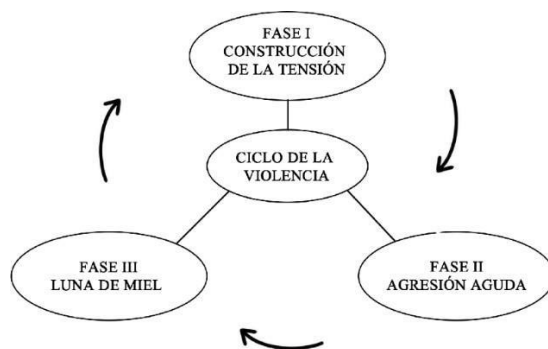 FASE I
CONSTRUCCIÓN
DE LA TENSIÓN
CICLO DE LA
VIOLENCIA
FASE III
LUNA DE MIEL
FASE II
AGRESIÓN AGUDA